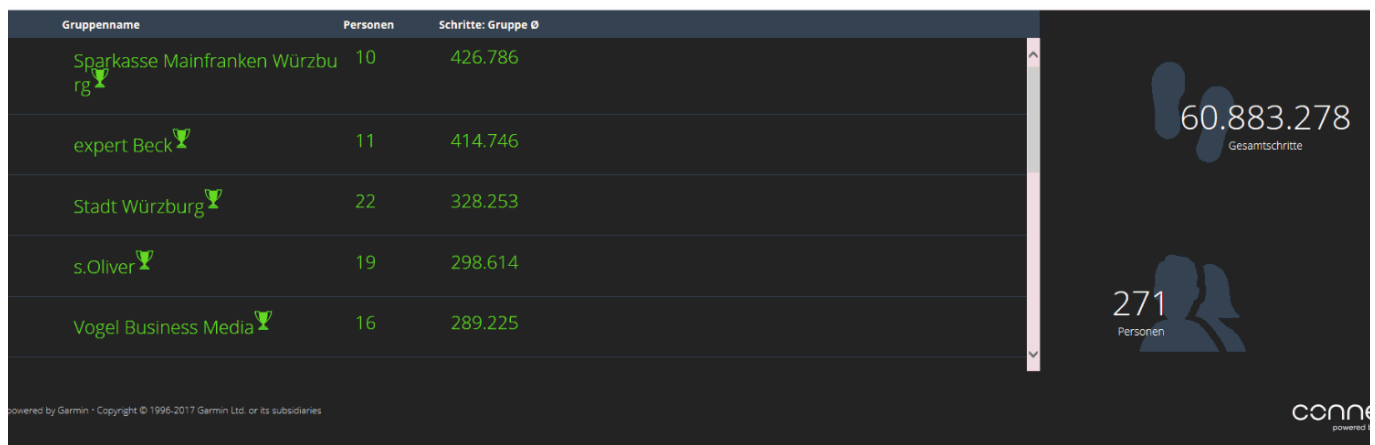 Gruppenname Personen Schritte: Gruppe Ø
Sparkasse Mainfranken Würzbu 10 426.786
rg
expert Beck 11 414.746
Stadt Würzburg 22 328.253
s.Oliver 19 298.614
Vogel Business Media 16 289.225
60.883.278
Gesamtschritte
271
Personen
powered by Garmin • Copyright © 1996-2017 Garmin Ltd. or its subsidiaries
conne
powered